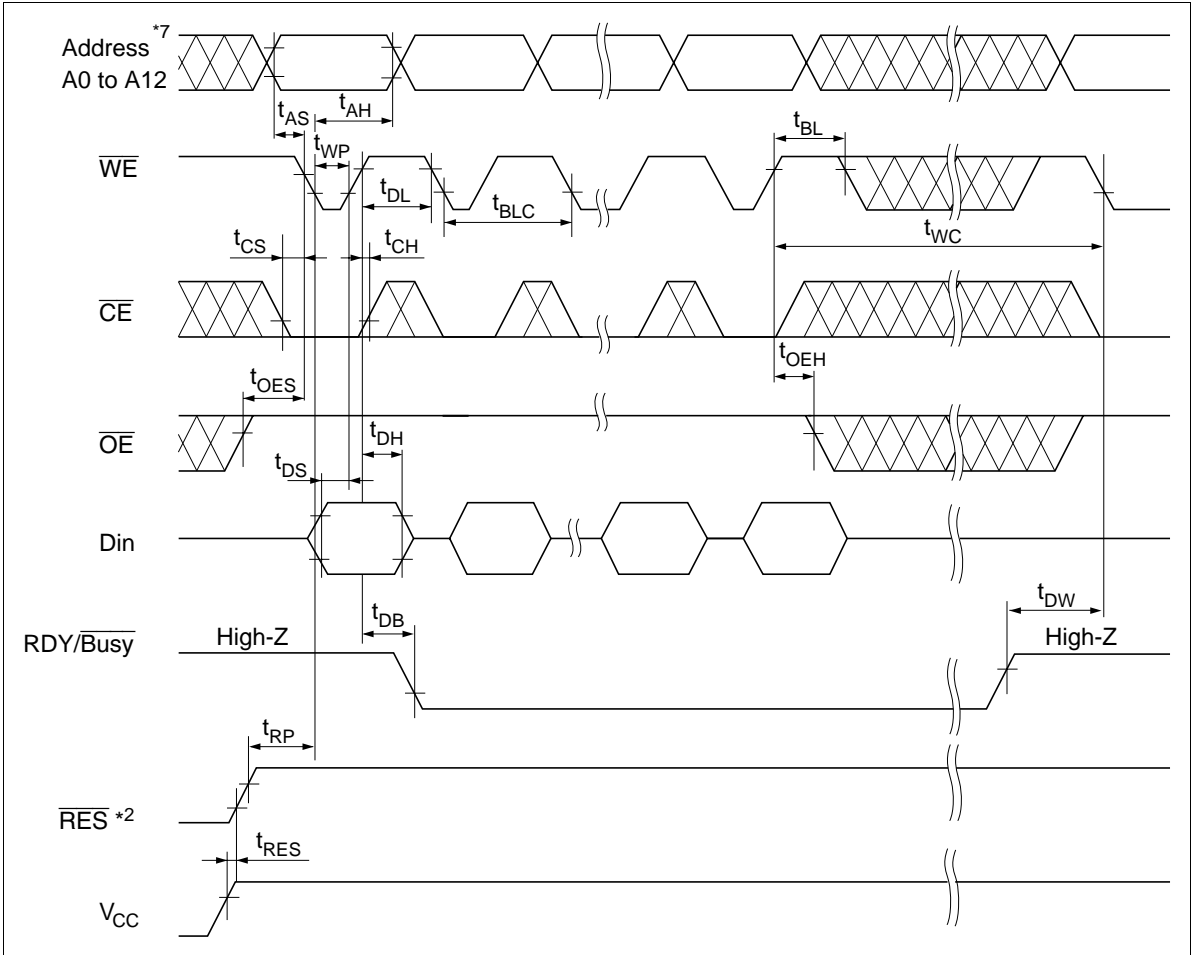 Address *7
A0 to A12
tAS
tAH
WE
tWP
tBL
tDL
tBLC
tWC
tCS
tCH
CE
tOEH
tOES
OE
tDH
tDS
Din
tDB
tDW
RDY/Busy
High-Z
High-Z
tRP
RES *2
tRES
VCC